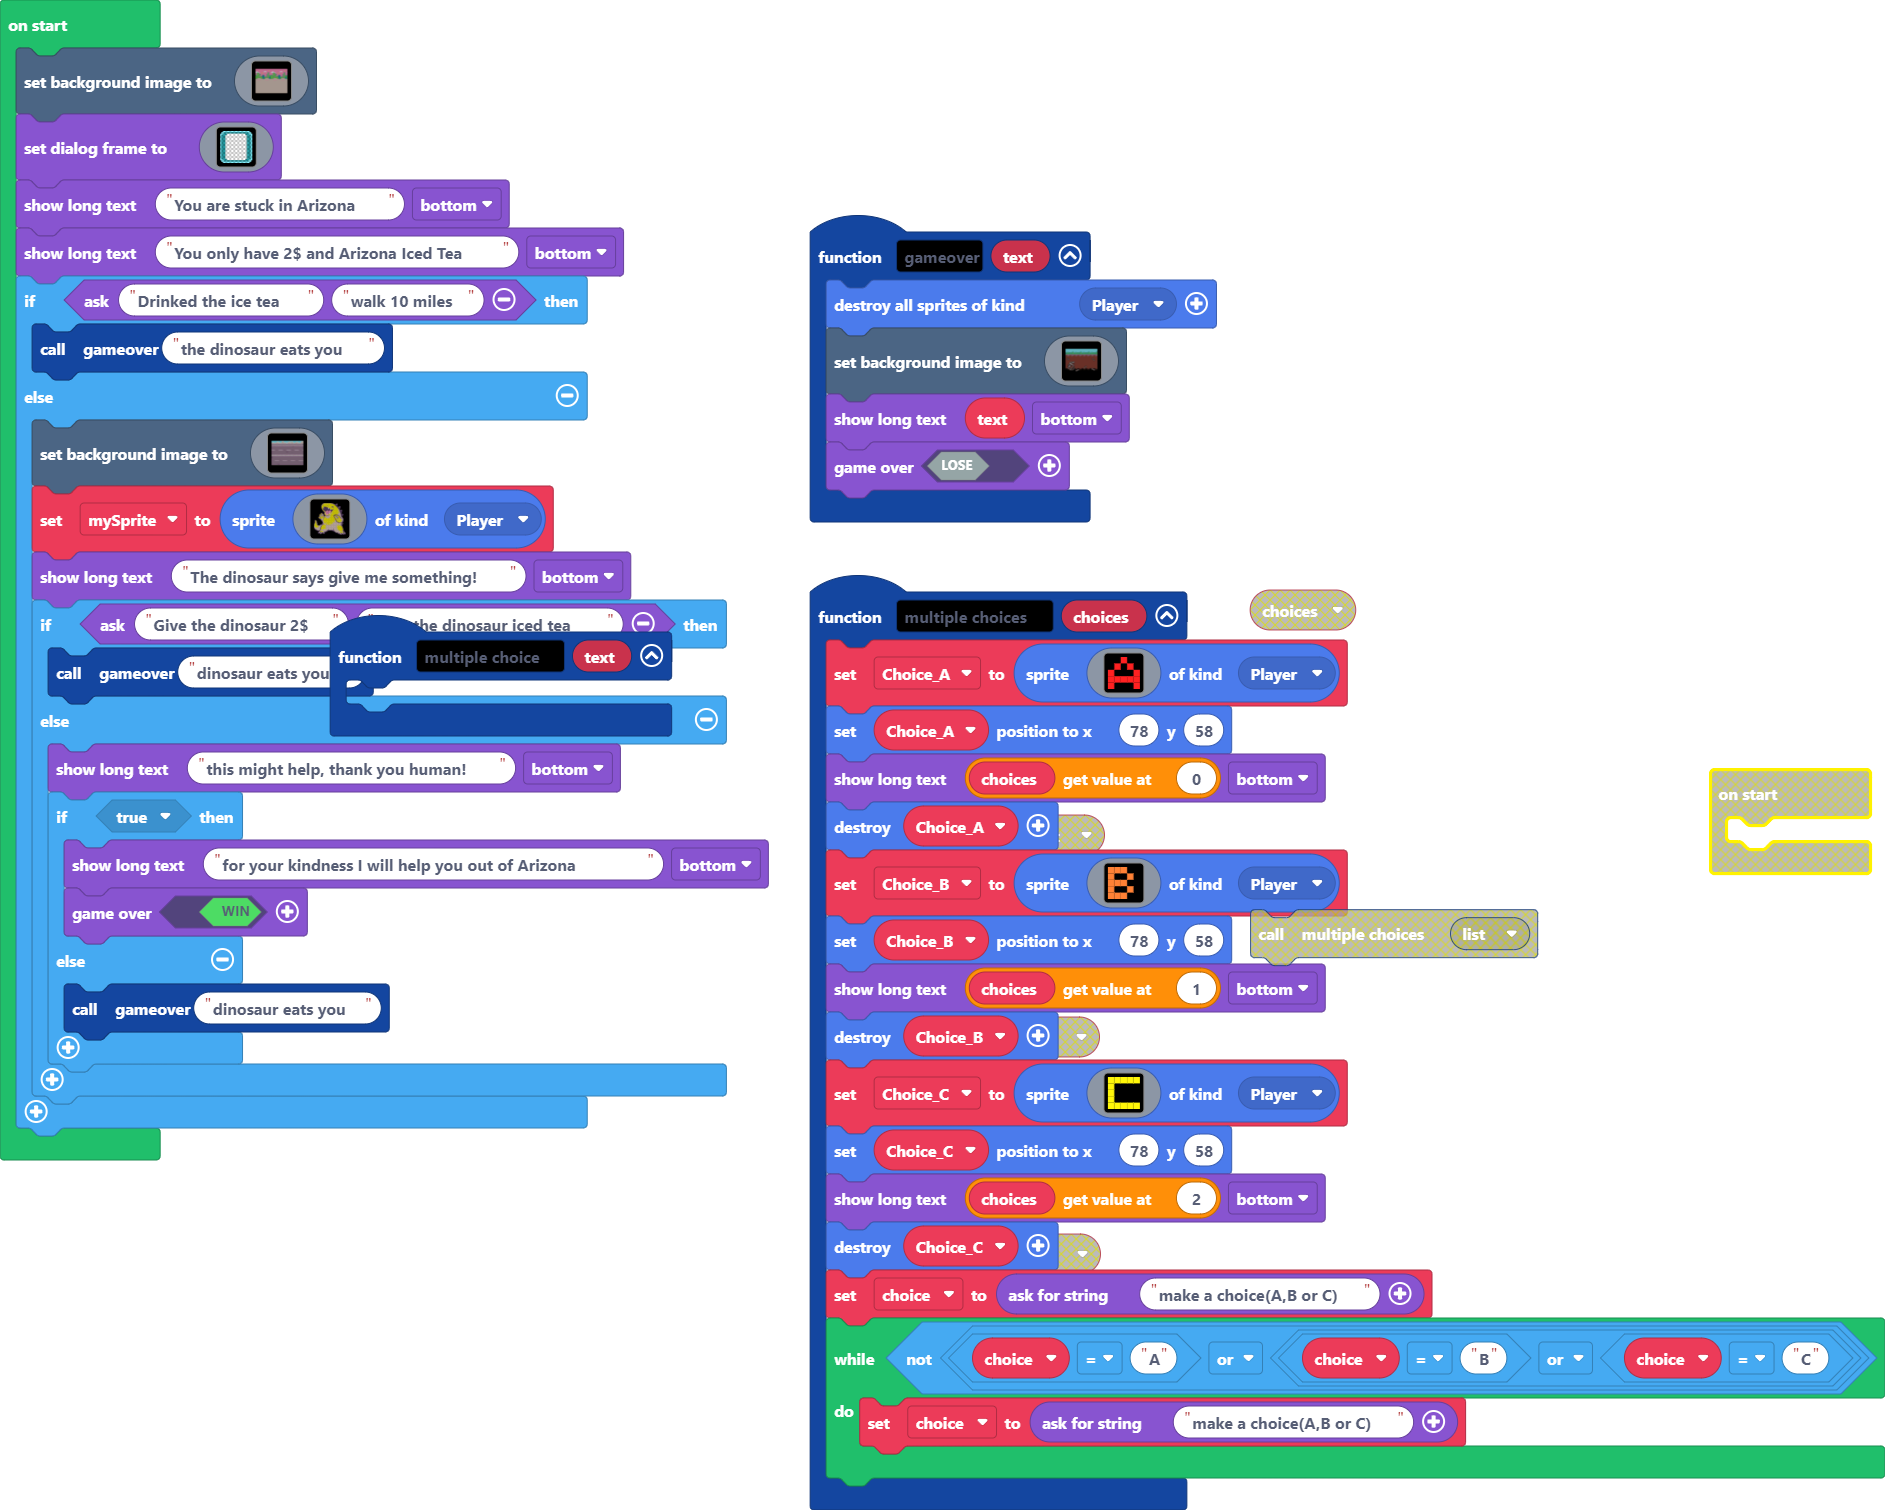 on start
set background image to
set dialog frame to
show long text "You are stuck in Arizona" bottom
show long text "You only have 2$ and Arizona Iced Tea" bottom
if ask "Drinked the ice tea" "walk 10 miles" then
call gameover "the dinosaur eats you"
else
set background image to
set mySprite to sprite of kind Player
show long text "The dinosaur says give me something!" bottom
if ask "Give the dinosaur 2$" the dinosaur iced tea" then
call gameover "dinosaur eats you
else
show long text "this might help, thank you human!" bottom
if true then
show long text "for your kindness I will help you out of Arizona" bottom
game over WIN
else
call gameover "dinosaur eats you"
function multiple choice text
function gameover text
destroy all sprites of kind Player
set background image to
show long text text bottom
game over LOSE
function multiple choices choices
set Choice_A to sprite of kind Player
set Choice_A position to x 78 y 58
show long text choices get value at 0 bottom
destroy Choice_A
set Choice_B to sprite of kind Player
set Choice_B position to x 78 y 58
show long text choices get value at 1 bottom
destroy Choice_B
set Choice_C to sprite of kind Player
set Choice_C position to x 78 y 58
show long text choices get value at 2 bottom
destroy Choice_C
set choice to ask for string "make a choice(A,B or C)"
while not choice = "A" or choice = "B" or choice = "C"
do set choice to ask for string "make a choice(A,B or C)"
choices
call multiple choices list
on start